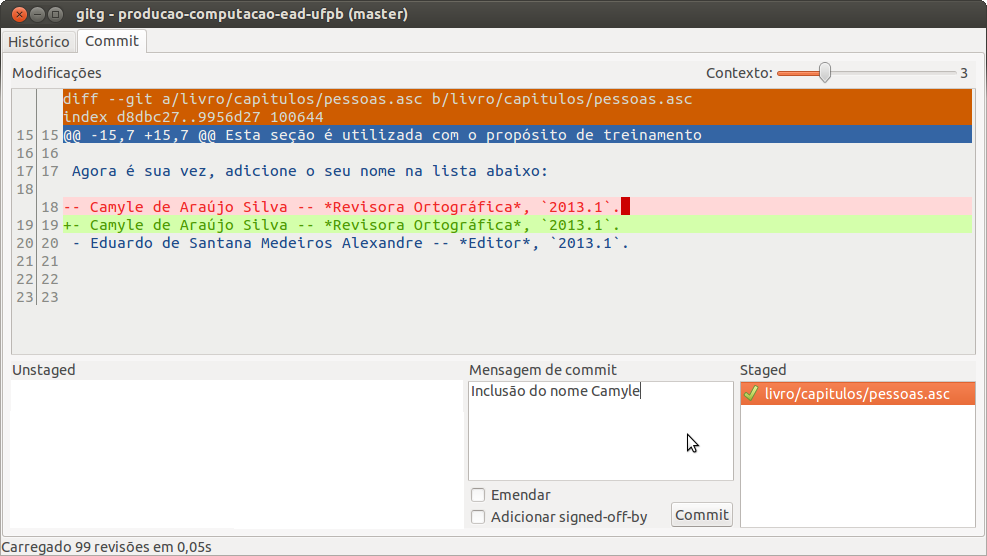 gitg - producao-computacao-ead-ufpb (master)
Histórico Commit
Modificações Contexto: 3
diff --git a/livro/capitulos/pessoas.asc b/livro/capitulos/pessoas.asc
index d8dbc27..9956d27 100644
15 15 @@ -15,7 +15,7 @@ Esta seção é utilizada com o propósito de treinamento
16 16
17 17 Agora é sua vez, adicione o seu nome na lista abaixo:
18
18 -- Camyle de Araújo Silva -- *Revisora Ortográfica*, `2013.1`.
19 19 +- Camyle de Araújo Silva -- *Revisora Ortográfica*, `2013.1`.
20 20 - Eduardo de Santana Medeiros Alexandre -- *Editor*, `2013.1`.
21 21
22 22
23 23
Unstaged
Mensagem de commit
Inclusão do nome Camyle
Emendar
Adicionar signed-off-by
Commit
Staged
livro/capitulos/pessoas.asc
Carregado 99 revisões em 0,05s